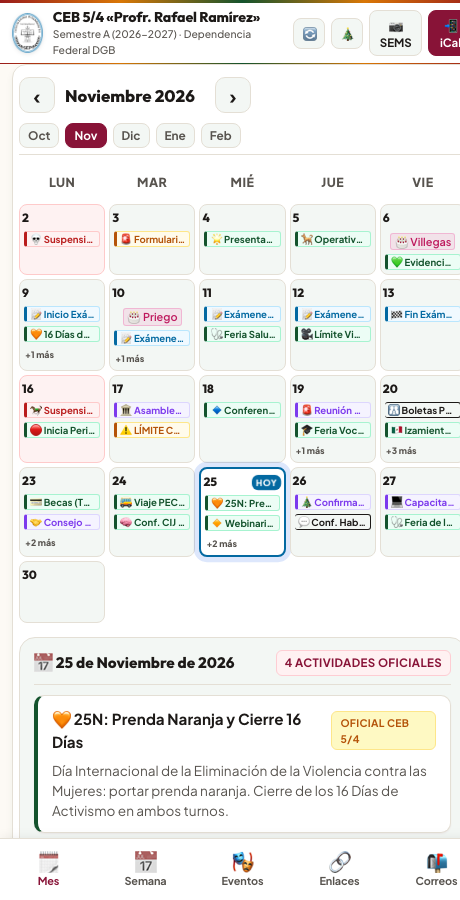 CEB 5/4 «Profr. Rafael Ramírez»
Semestre A (2026–2027) · Dependencia
Federal DGB
SEMS
iCal
‹ Noviembre 2026 ›
Oct Nov Dic Ene Feb
LUN MAR MIÉ JUE VIE
2 3 4 5 6
Suspensi… Formulari… Presenta… Operativ… Villegas
Evidenci…
9 10 11 12 13
Inicio Exá… Priego Exámene… Exámene… Fin Exám…
16 Días d… Exámene… Feria Salu… Límite Vi…
+1 más +1 más
16 17 18 19 20
Suspensi… Asamble… Conferen… Reunión … Boletas P…
Inicia Peri… LÍMITE C… Feria Voc… Izamient…
+1 más +3 más
23 24 25 HOY 26 27
Becas (T… Viaje PEC… 25N: Pre… Confirma… Capacita…
Consejo … Conf. CIJ … Webinari… Conf. Hab… Feria de l…
+2 más +2 más
30
25 de Noviembre de 2026 4 ACTIVIDADES OFICIALES
25N: Prenda Naranja y Cierre 16
Días
OFICIAL CEB
5/4
Día Internacional de la Eliminación de la Violencia contra las
Mujeres: portar prenda naranja. Cierre de los 16 Días de
Activismo en ambos turnos.
Mes Semana Eventos Enlaces Correos